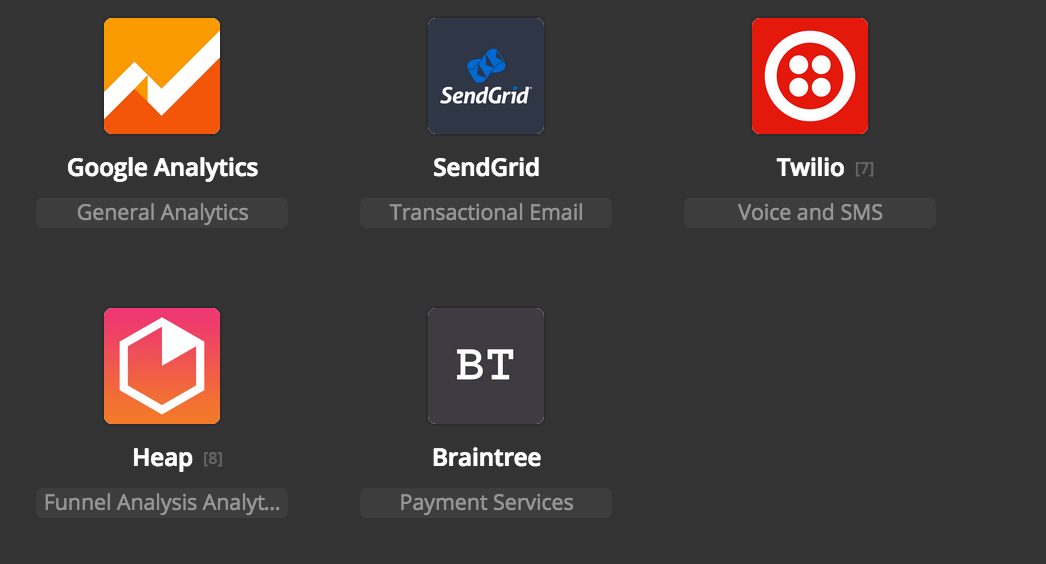 SendGrid
Google Analytics
SendGrid
Twilio [7]
General Analytics
Transactional Email
Voice and SMS
BT
Heap [8]
Braintree
Funnel Analysis Analyt...
Payment Services